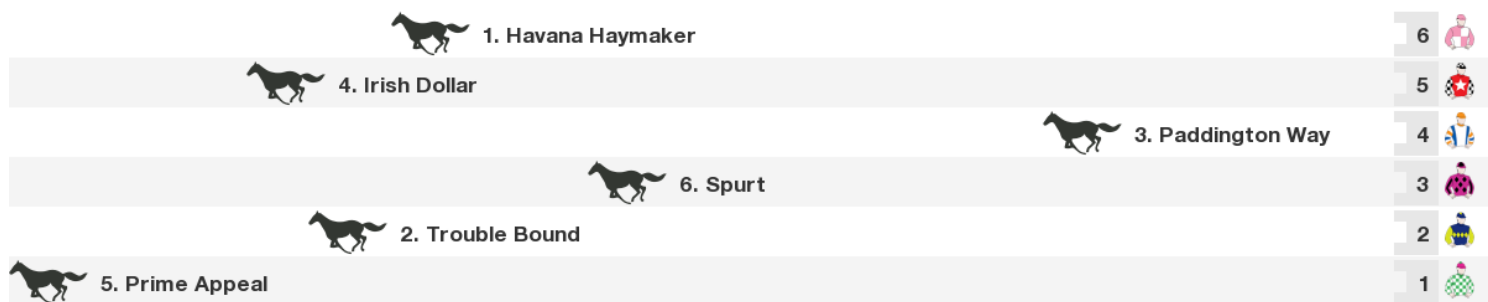 1. Havana Haymaker 6
4. Irish Dollar 5
3. Paddington Way 4
6. Spurt 3
2. Trouble Bound 2
5. Prime Appeal 1